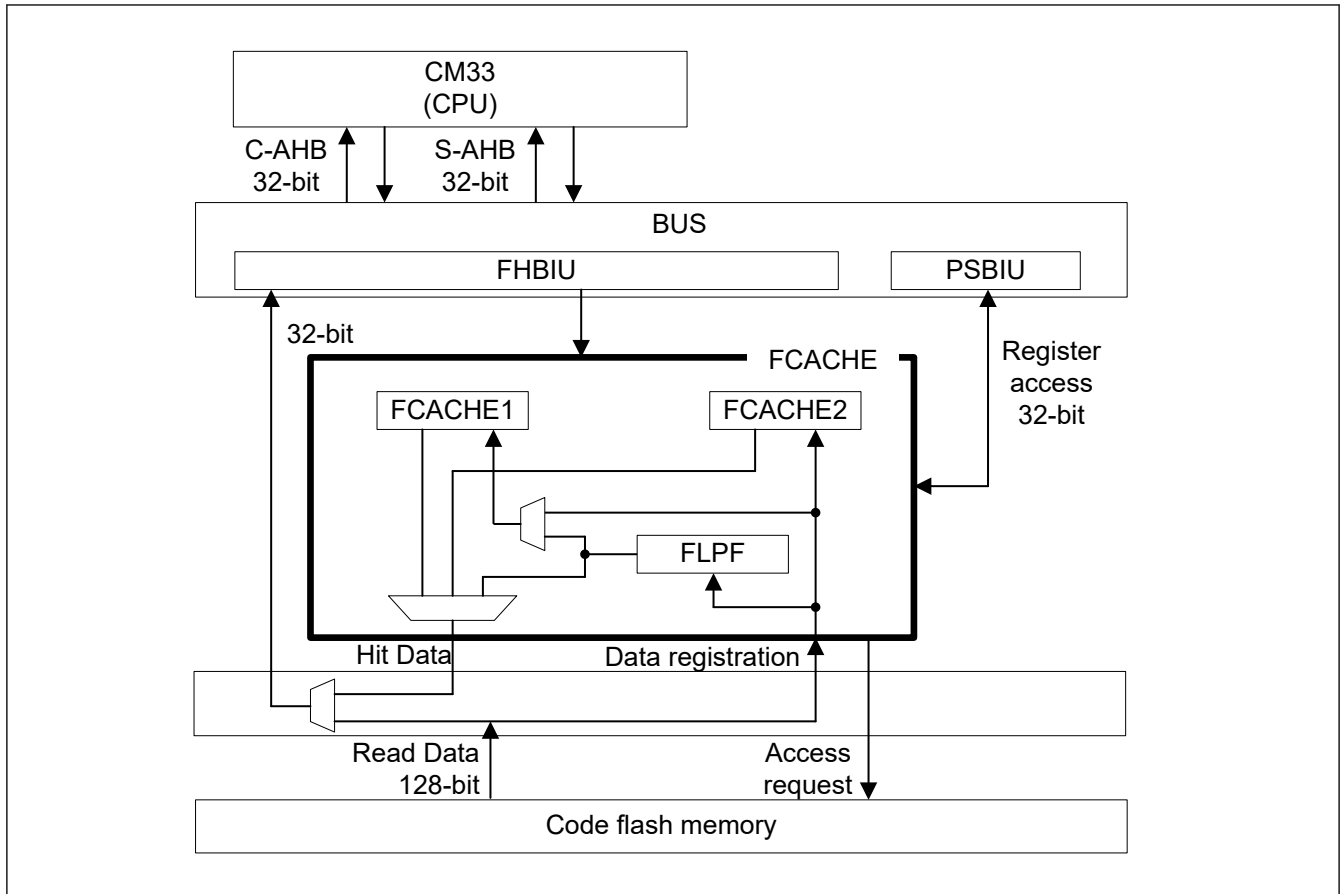 CM33
(CPU)
C-AHB
32-bit
S-AHB
32-bit
BUS
FHBIU
PSBIU
32-bit
FCACHE
Register
access
32-bit
FCACHE1
FCACHE2
FLPF
Hit Data
Data registration
Read Data
128-bit
Access
request
Code flash memory